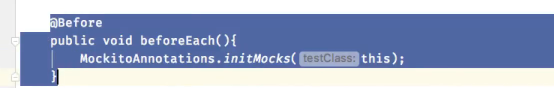 @Before
public void beforeEach(){
MockitoAnnotations.initMocks( testClass: this);
}